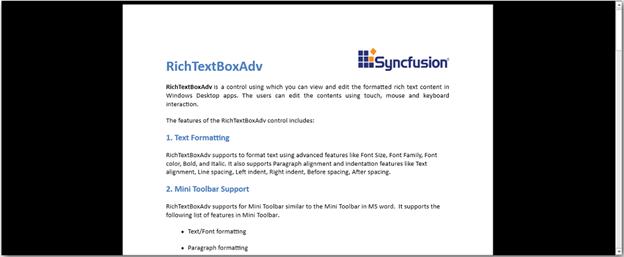 Syncfusion®
RichTextBoxAdv
RichTextBoxAdv is a control using which you can view and edit the formatted rich text content in
Windows Desktop apps. The users can edit the contents using touch, mouse and keyboard
interaction.
The features of the RichTextBoxAdv control includes:
1. Text Formatting
RichTextBoxAdv supports to format text using advanced features like Font Size, Font Family, Font
color, Bold, and Italic. It also supports Paragraph alignment and indentation features like Text
alignment, Line spacing, Left indent, Right indent, Before spacing, After spacing.
2. Mini Toolbar Support
RichTextBoxAdv supports for Mini Toolbar similar to the Mini Toolbar in MS word. It supports the
following list of features in Mini Toolbar.
• Text/Font formatting
• Paragraph formatting